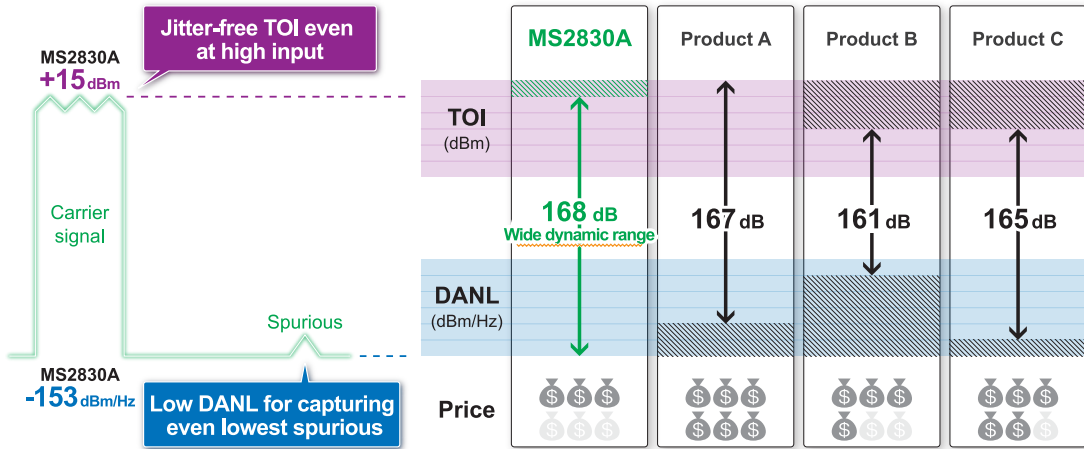 Jitter-free TOI even
at high input
MS2830A
+15 dBm
Carrier
signal
Spurious
MS2830A
-153 dBm/Hz
Low DANL for capturing
even lowest spurious
MS2830A
Product A
Product B
Product C
TOI
(dBm)
168 dB
Wide dynamic range
167 dB
161 dB
165 dB
DANL
(dBm/Hz)
Price
$ $ $ $ $ $ $ $ $ $ $ $
$ $ $ $ $ $ $ $ $ $ $ $